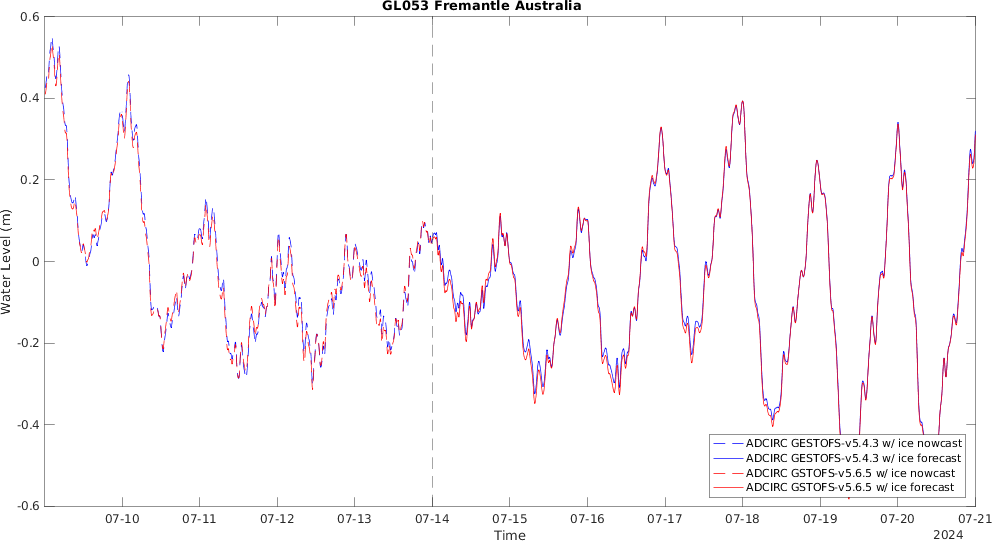 GL053 Fremantle Australia
0.6
0.4
0.2
0
-0.2
-0.4
-0.6
Water Level (m)
ADCIRC GESTOFS-v5.4.3 w/ ice nowcast
ADCIRC GESTOFS-v5.4.3 w/ ice forecast
ADCIRC GSTOFS-v5.6.5 w/ ice nowcast
ADCIRC GSTOFS-v5.6.5 w/ ice forecast
07-10 07-11 07-12 07-13 07-14 07-15 07-16 07-17 07-18 07-19 07-20 07-21
Time 2024